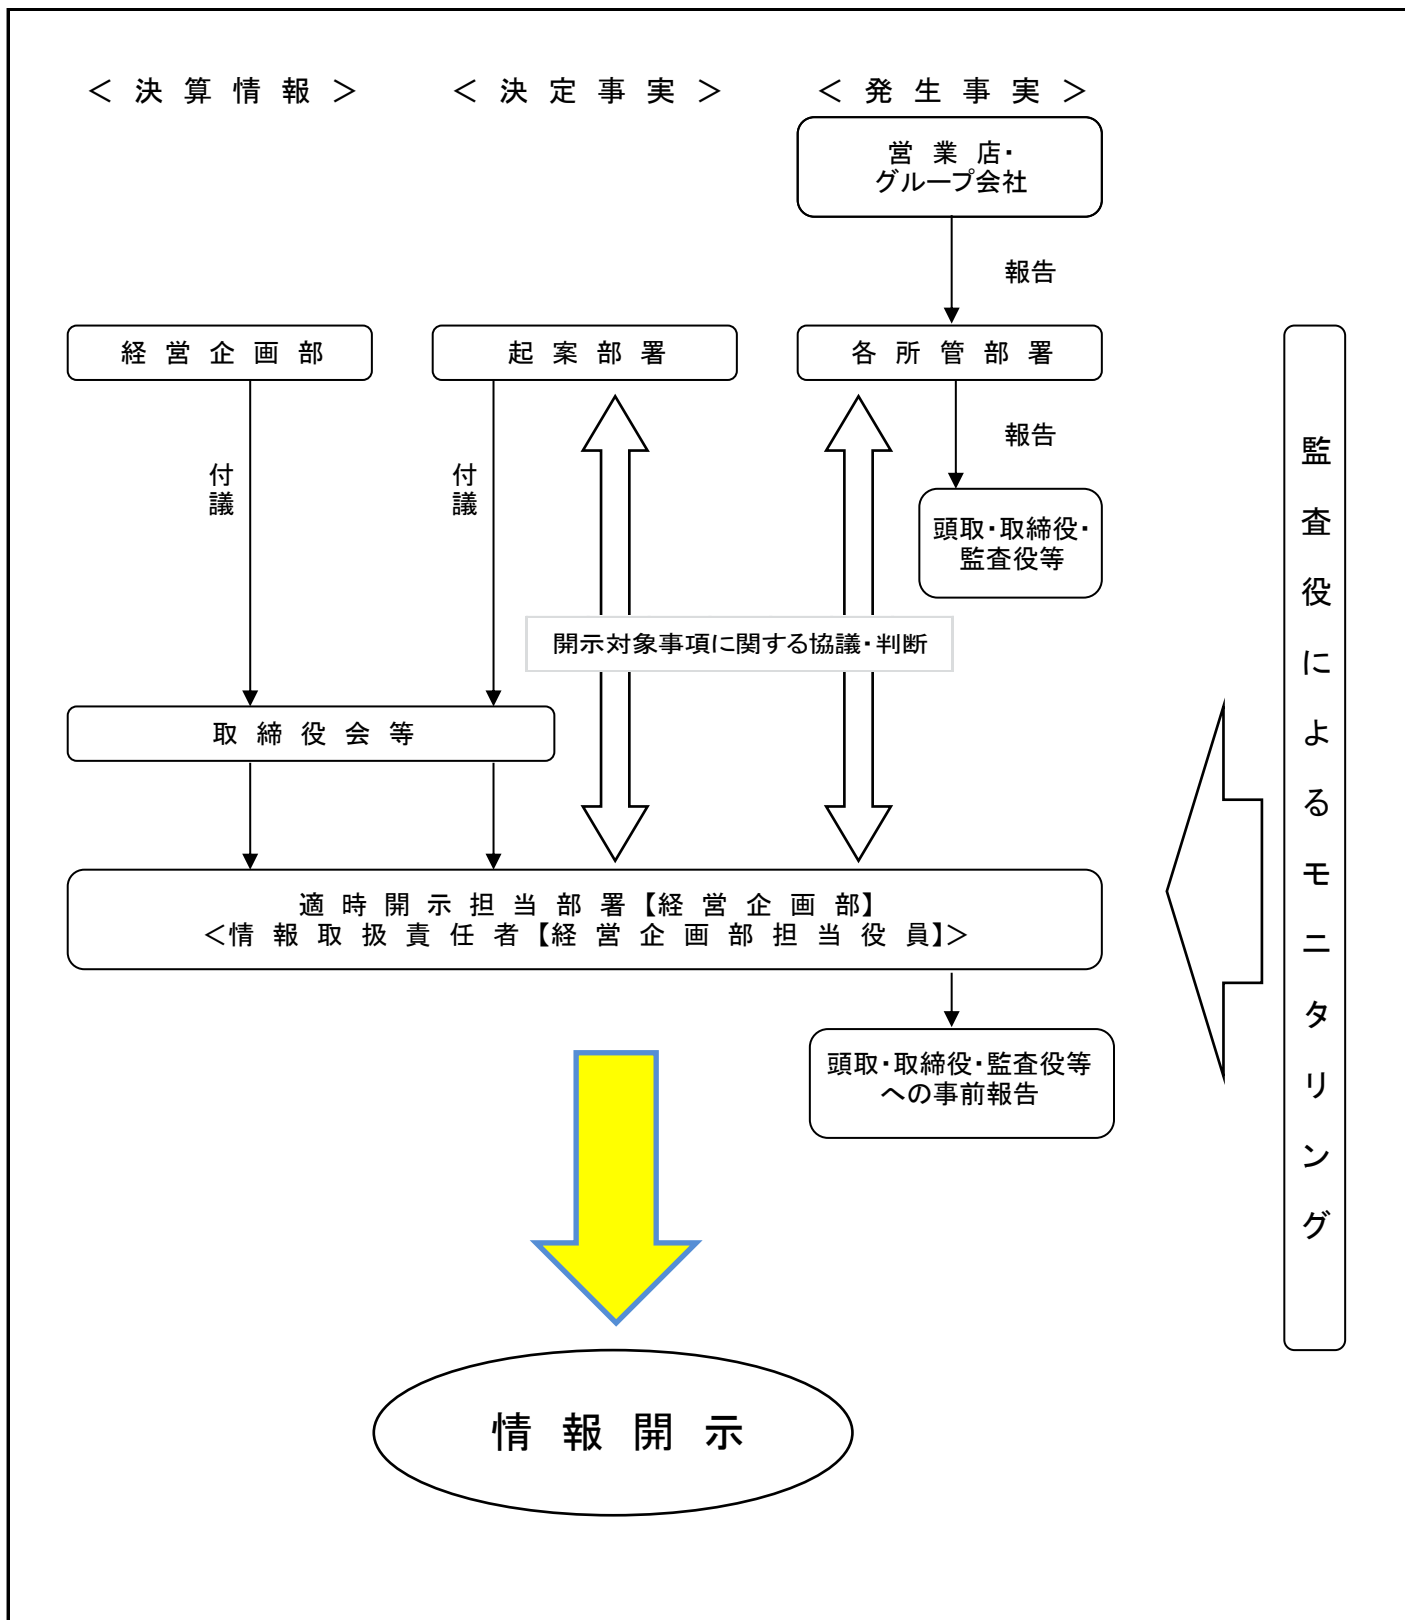 ＜決算情報＞
＜決定事実＞
＜発生事実＞
営業店・
グループ会社
報告
経営企画部
起案部署
各所管部署
付議
付議
報告
頭取・取締役・
監査役等
開示対象事項に関する協議・判断
取締役会等
適時開示担当部署【経営企画部】
＜情報取扱責任者【経営企画部担当役員】＞
頭取・取締役・監査役等
への事前報告
監査役によるモニタリング
情報開示